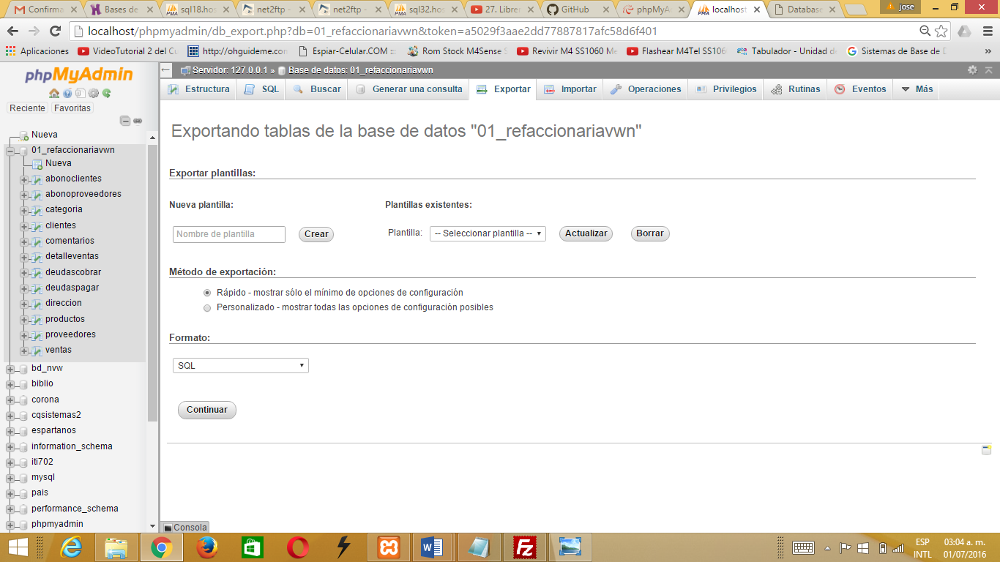 Confirma
Bases de
sql18.hos
net2ftp -
net2ftp -
sql32.hos
27. Librer
GitHub
phpMyA
localhost
Database
jose
localhost/phpmyadmin/db_export.php?db=01_refaccionariavwn&token=a5029f3aae2dd77887817afc58d6f401
Aplicaciones
VideoTutorial 2 del Cu
http://ohguideme.com
Espiar-Celular.COM :::
Rom Stock M4Sense S
Revivir M4 SS1060 Me
Flashear M4Tel SS106
Tabulador - Unidad d
Sistemas de Base de D
»
phpMyAdmin
Reciente
Favoritas
Nueva
01_refaccionariavwn
Nueva
abonoclientes
abonoproveedores
categoria
clientes
comentarios
detalleventas
deudascobrar
deudaspagar
direccion
productos
proveedores
ventas
bd_nvw
biblio
corona
cqsistemas2
espartanos
information_schema
iti702
mysql
pais
performance_schema
phpmyadmin
Servidor: 127.0.0.1 » Base de datos: 01_refaccionariavwn
Estructura
SQL
Buscar
Generar una consulta
Exportar
Importar
Operaciones
Privilegios
Rutinas
Eventos
Más
Exportando tablas de la base de datos "01_refaccionariavwn"
Exportar plantillas:
Nueva plantilla:
Plantillas existentes:
Nombre de plantilla
Crear
Plantilla:
-- Seleccionar plantilla --
Actualizar
Borrar
Método de exportación:
Rápido - mostrar sólo el mínimo de opciones de configuración
Personalizado - mostrar todas las opciones de configuración posibles
Formato:
SQL
Continuar
Consola
ESP
INTL
03:04 a. m.
01/07/2016